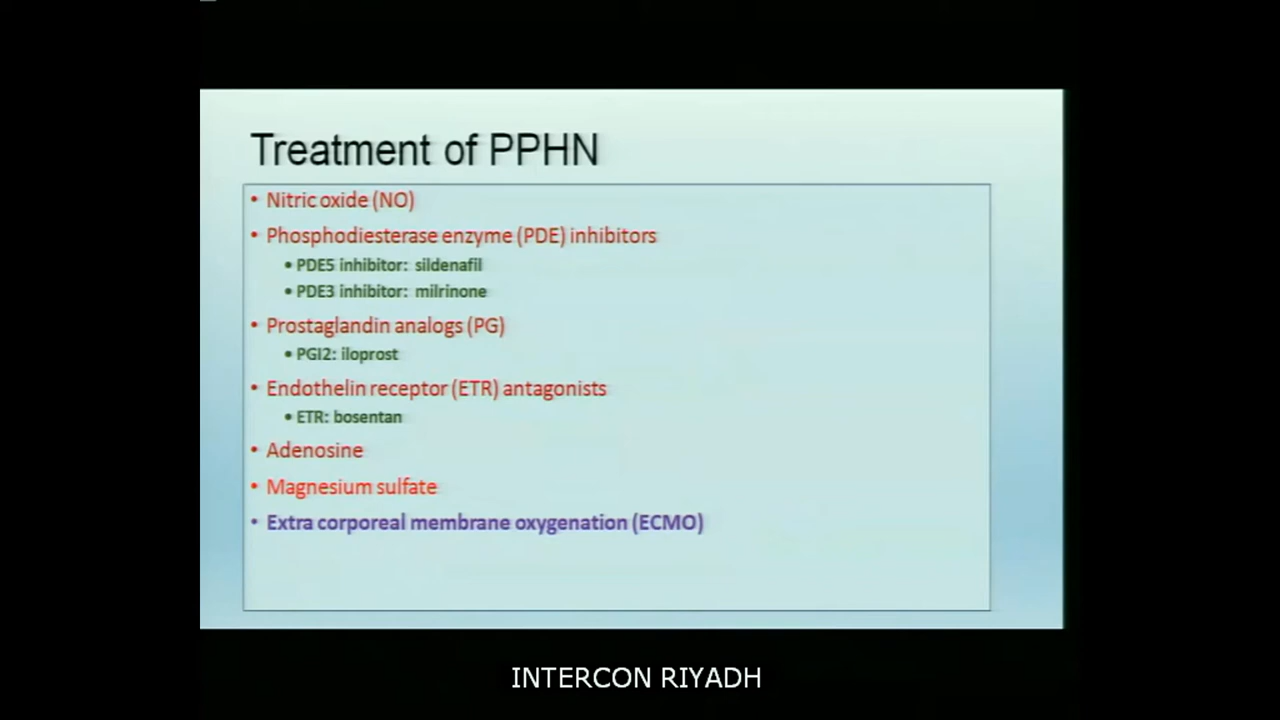 Treatment of PPHN
• Nitric oxide (NO)
• Phosphodiesterase enzyme (PDE) inhibitors
• PDE5 inhibitor: sildenafil
• PDE3 inhibitor: milrinone
• Prostaglandin analogs (PG)
• PGI2: iloprost
• Endothelin receptor (ETR) antagonists
• ETR: bosentan
• Adenosine
• Magnesium sulfate
• Extra corporeal membrane oxygenation (ECMO)
INTERCON RIYADH